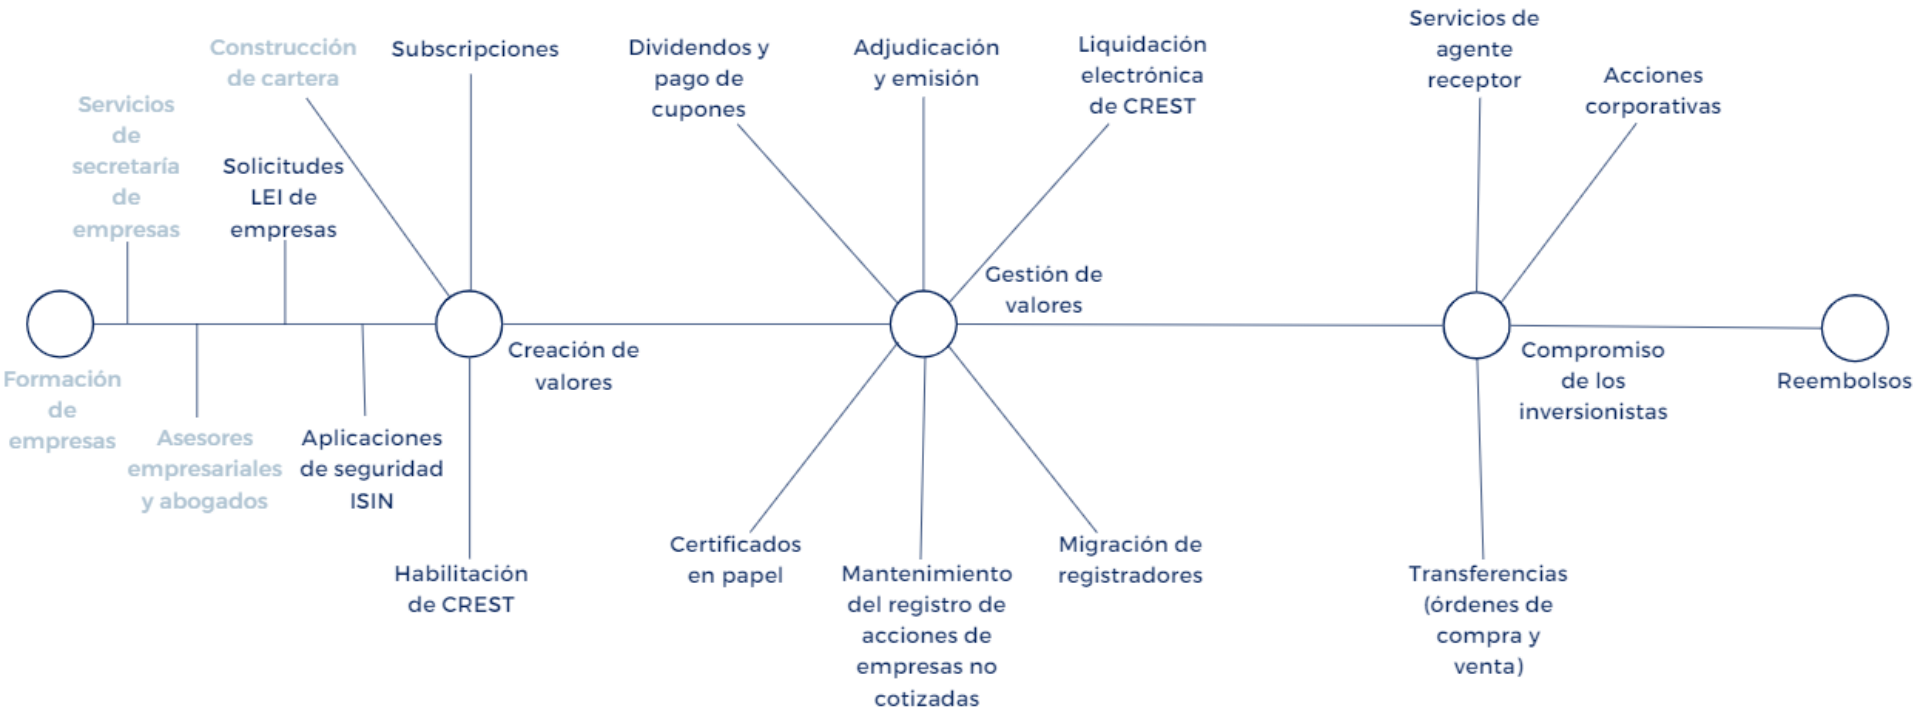 Construcción
de cartera
Subscripciones
Dividendos y
pago de
cupones
Adjudicación
y emisión
Liquidación
electrónica
de CREST
Servicios de
agente
receptor
Acciones
corporativas
Servicios
de
secretaría
de
empresas
Solicitudes
LEI de
empresas
Gestión de
valores
Formación
de
empresas
Creación de
valores
Compromiso
de los
inversionistas
Reembolsos
Asesores
empresariales
y abogados
Aplicaciones
de seguridad
ISIN
Habilitación
de CREST
Certificados
en papel
Mantenimiento
del registro de
acciones de
empresas no
cotizadas
Migración de
registradores
Transferencias
(órdenes de
compra y
venta)